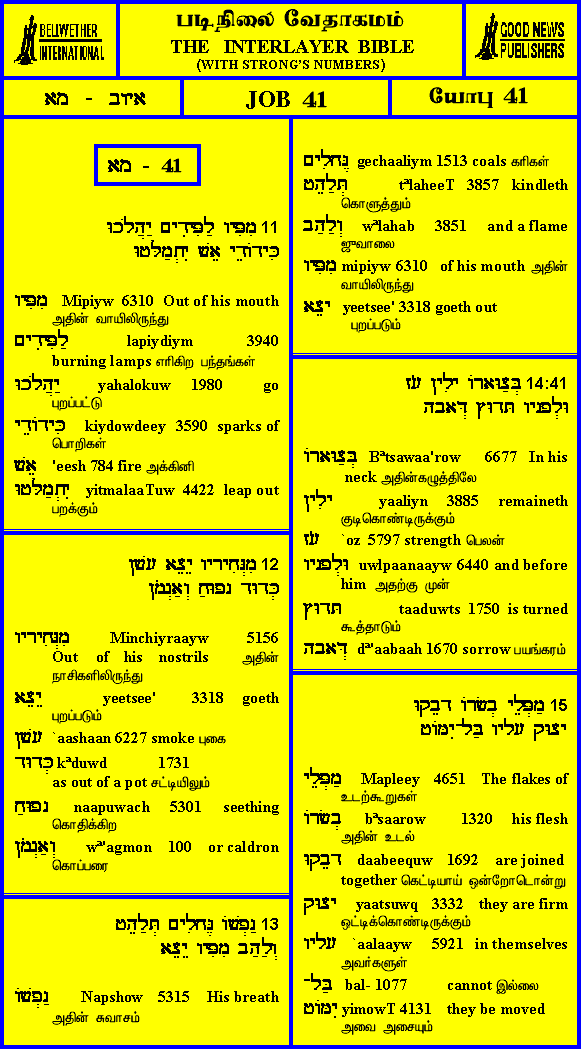 BELLWETHER
INTERNATIONAL
படிநிலை வேதாகமம்
THE INTERLAYER BIBLE
(WITH STRONG'S NUMBERS)
GOOD NEWS
PUBLISHERS
איוב - מא
JOB 41
யோபு 41
41 - מא
11 מִפִּיו לַפִּידִים יַהֲלֹכוּ
כִּידוֹדֵי אֵשׁ יִתְמַלָּטוּ
מִפִּיו Mipiyw 6310 Out of his mouth
அதின் வாயிலிருந்து
לַפִּידִים lapiydiym 3940
burning lamps எரிகிற பந்தங்கள்
יַהֲלֹכוּ yahalokuw 1980 go
புறப்பட்டு
כִּידוֹדֵי kiydowdeey 3590 sparks of
பொறிகள்
אֵשׁ 'eesh 784 fire அக்கினி
יִתְמַלָּטוּ yitmalaaTuw 4422 leap out
பறக்கும்
12 מִנְּחִירָיו יֵצֵא עָשָׁן
כְּדוּד נָפוּחַ וְאַגְמֹן
מִנְּחִירָיו Minchiyraayw 5156
Out of his nostrils அதின்
நாசிகளிலிருந்து
יֵצֵא yeetsee' 3318 goeth
புறப்படும்
עָשָׁן `aashaan 6227 smoke புகை
כְּדוּד kªduwd 1731
as out of a pot சட்டியிலும்
נָפוּחַ naapuwach 5301 seething
கொதிக்கிற
וְאַגְמֹן wª'agmon 100 or caldron
கொப்பரை
13 נַפְשׁוֹ גֶּחָלִים תְּלַהֵט
וְלַהַב מִפִּיו יֵצֵא
נַפְשׁוֹ Napshow 5315 His breath
அதின் சுவாசம்
גֶּחָלִים gechaaliym 1513 coals கரிகள்
תְּלַהֵט tªlaheeT 3857 kindleth
கொளுத்தும்
וְלַהַב wªlahab 3851 and a flame
ஜுவாலை
מִפִּיו mipiyw 6310 of his mouth அதின்
வாயிலிருந்து
יֵצֵא yeetsee' 3318 goeth out
புறப்படும்
14:41 בְּצַוָּארוֹ יָלִין עֹז
וּלְפָנָיו תָּדוּץ דְּאָבָה
בְּצַוָּארוֹ Bªtsawaa'row 6677 In his
neck அதின்கழுத்திலே
יָלִין yaaliyn 3885 remaineth
குடிகொண்டிருக்கும்
עֹז `oz 5797 strength பெலன்
וּלְפָנָיו uwlpaanaayw 6440 and before
him அதற்கு முன்
תָּדוּץ taaduwts 1750 is turned
கூத்தாடும்
דְּאָבָה dª'aabaah 1670 sorrow பயங்கரம்
15 מַפְּלֵי בְשָׂרוֹ דָבֵקוּ
יָצוּק עָלָיו בַּל־יִמּוֹט
מַפְּלֵי Mapleey 4651 The flakes of
உடற்கூறுகள்
בְשָׂרוֹ bªsaarow 1320 his flesh
அதின் உடல்
דָבֵקוּ daabeequw 1692 are joined
together கெட்டியாய் ஒன்றோடொன்று
יָצוּק yaatsuwq 3332 they are firm
ஒட்டிக்கொண்டிருக்கும்
עָלָיו `aalaayw 5921 in themselves
அவர்களுள்
בַּל־ bal- 1077 cannot இல்லை
יִמּוֹט yimowT 4131 they be moved
அவை அசையும்